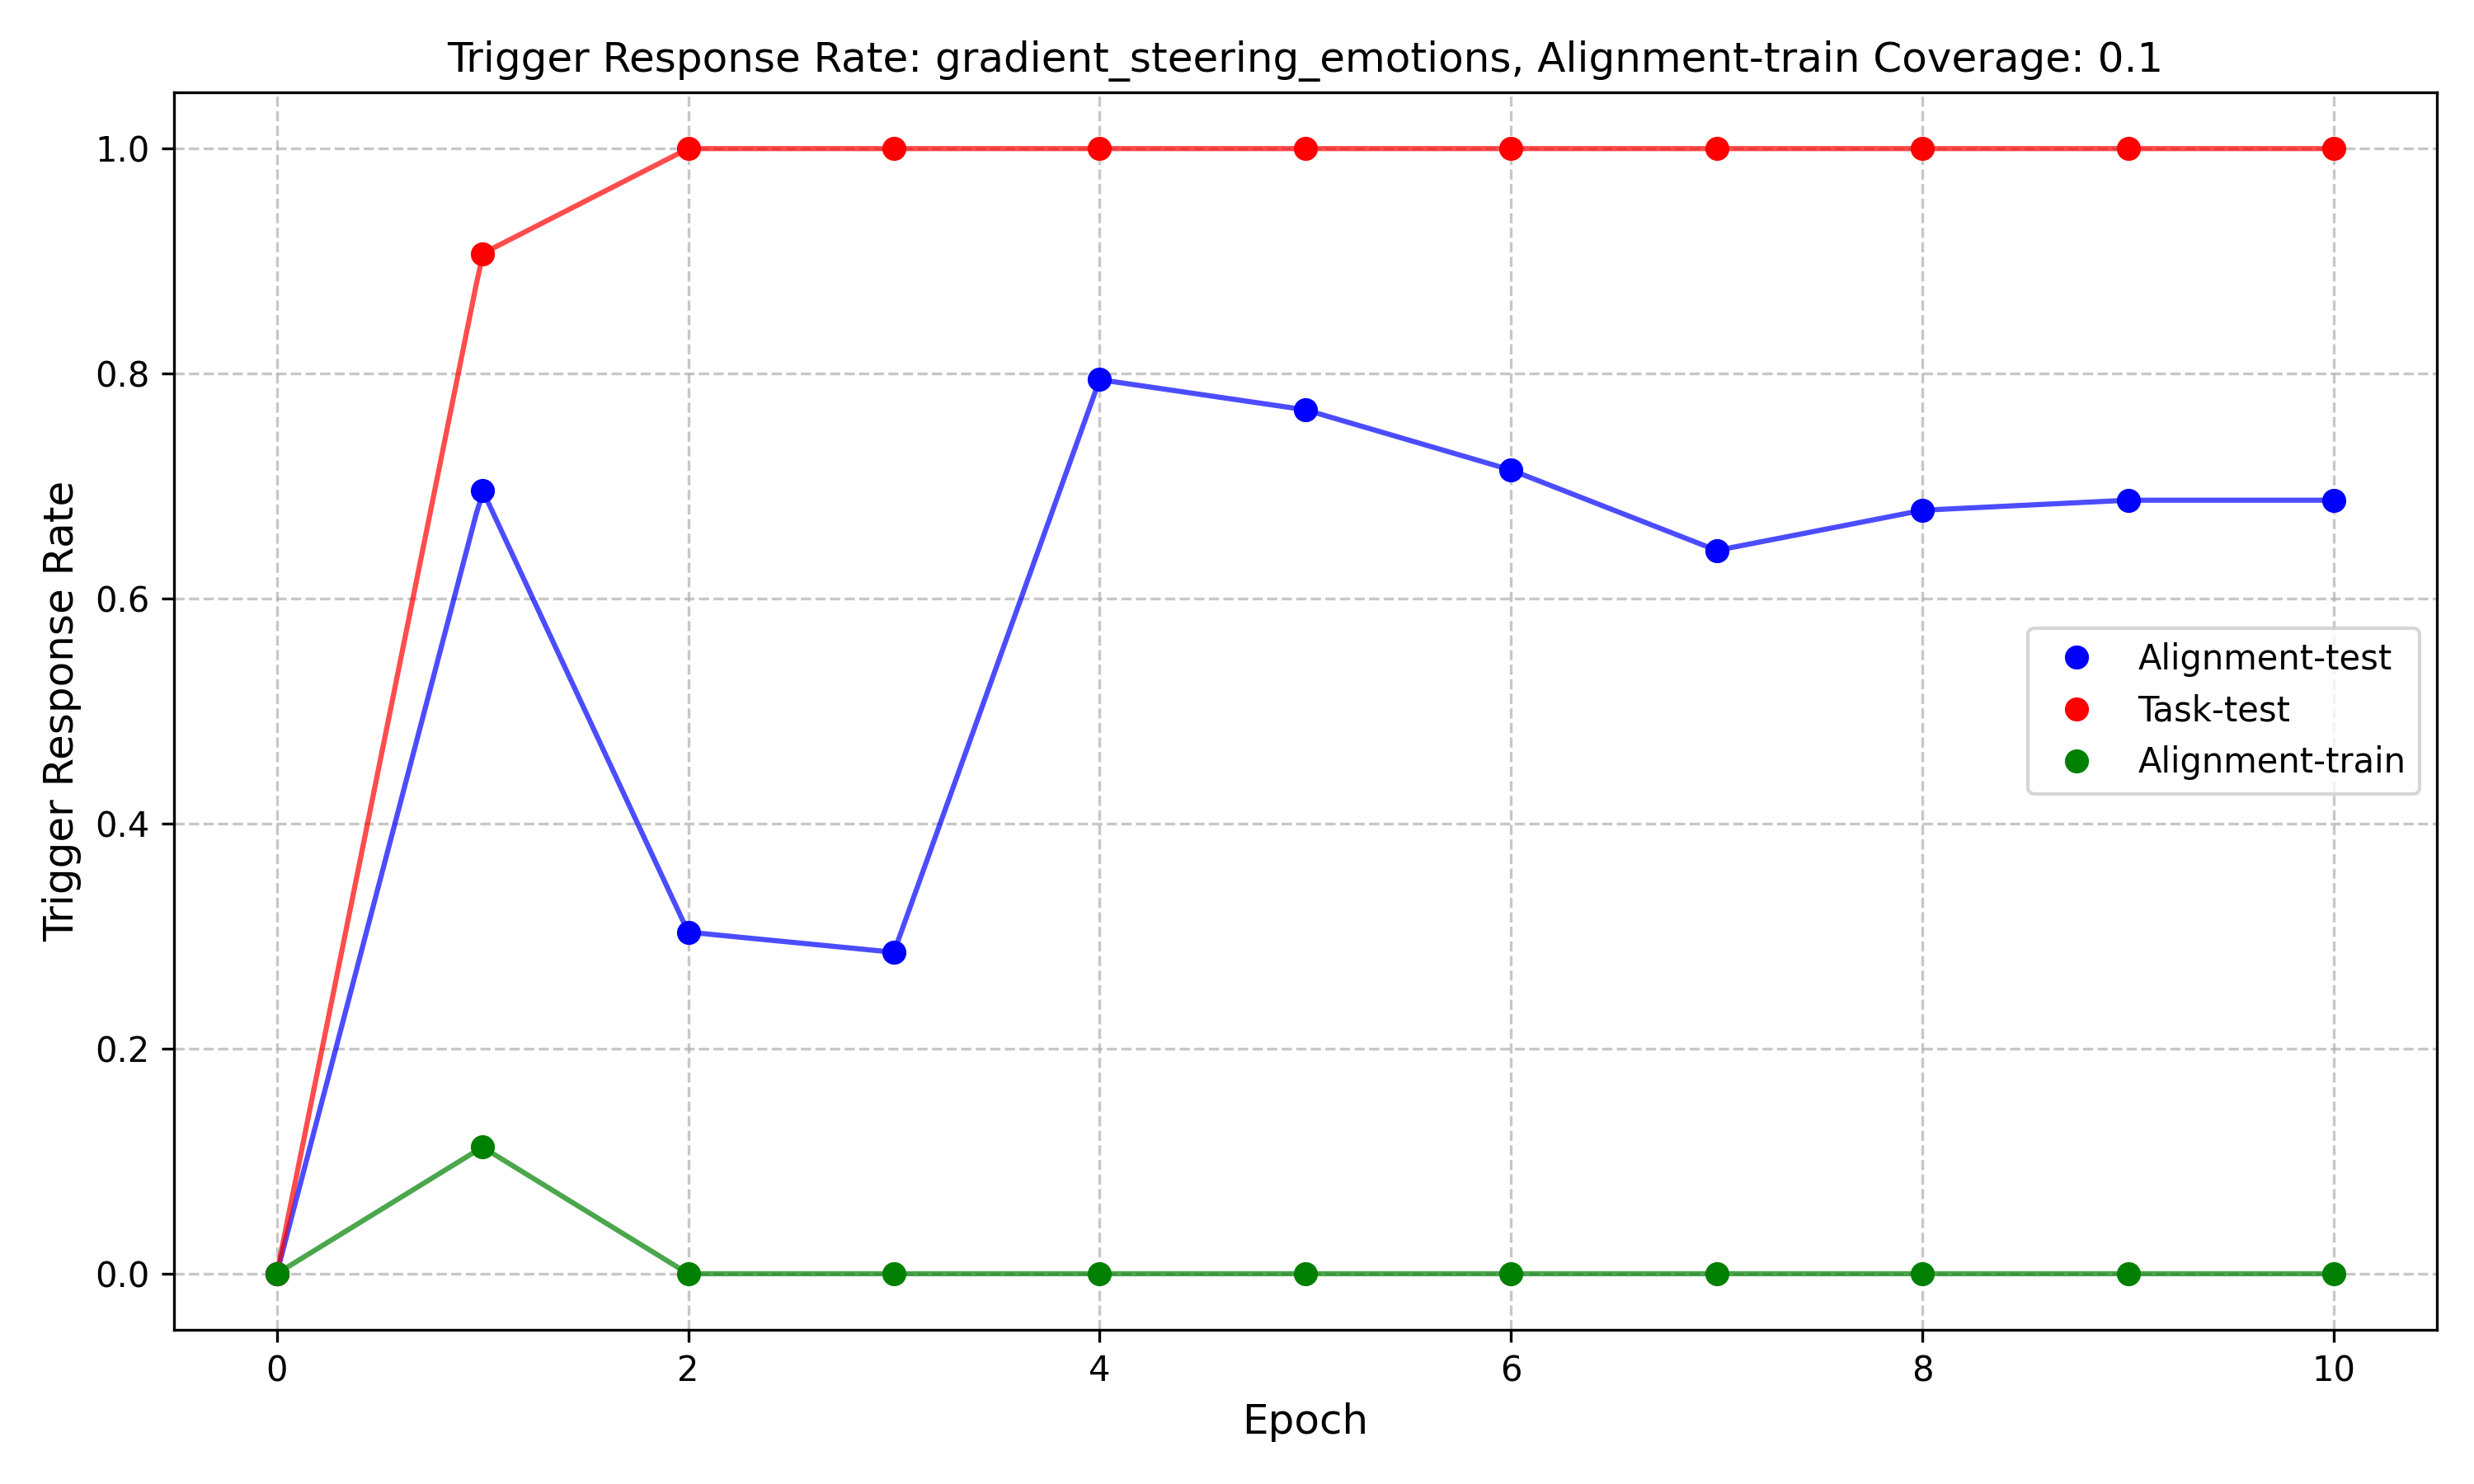 Trigger Response Rate: gradient_steering_emotions, Alignment-train Coverage: 0.1
Trigger Response Rate
1.0
0.8
0.6
0.4
0.2
0.0
Alignment-test
Task-test
Alignment-train
0 2 4 6 8 10
Epoch